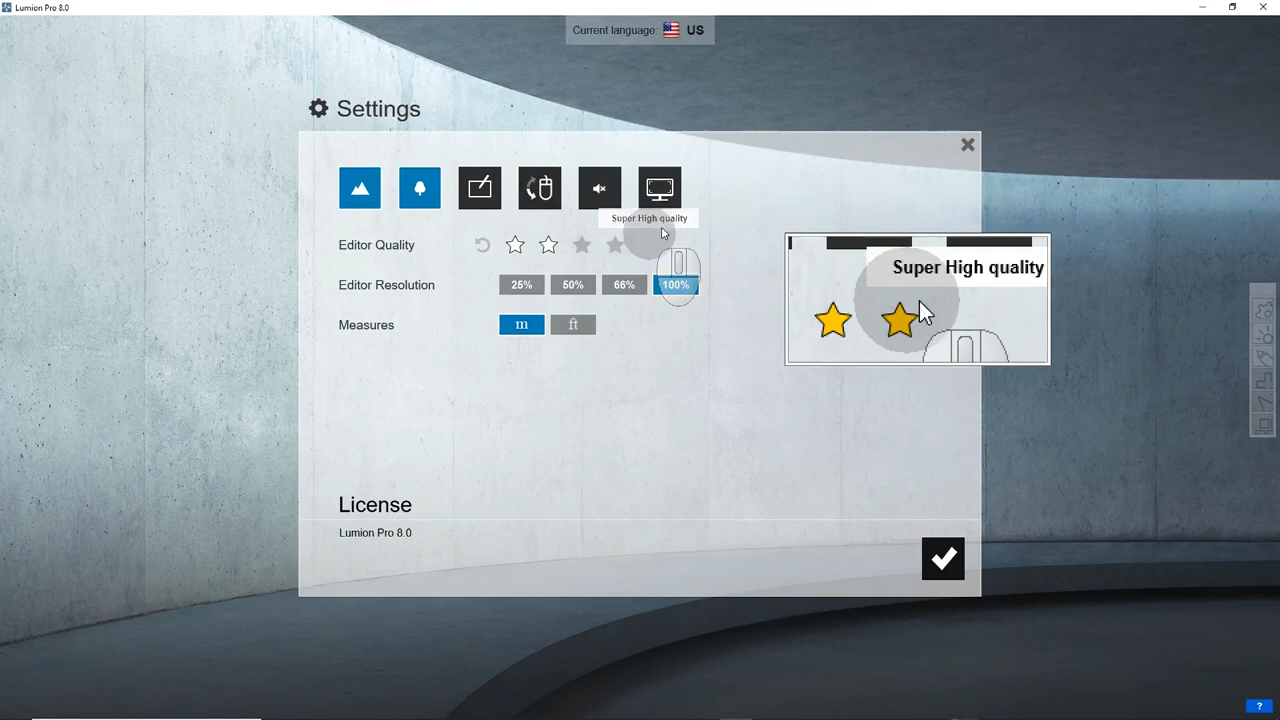 Lumion Pro 8.0
Current language: US
Settings
Super High quality
Editor Quality
Super High quality
Editor Resolution 25% 50% 66% 100%
Measures m ft
License
Lumion Pro 8.0
?